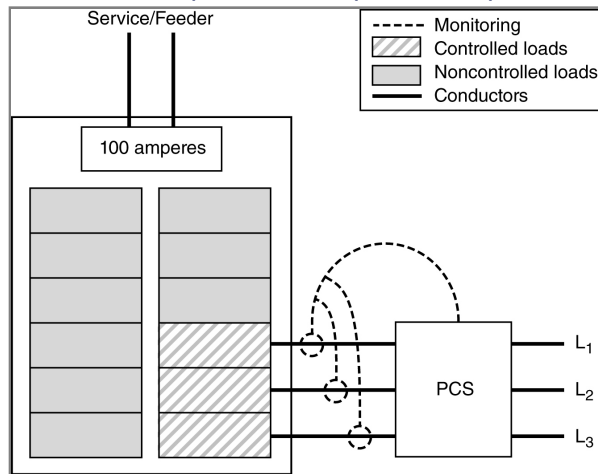 Service/Feeder
Monitoring
Controlled loads
Noncontrolled loads
Conductors
100 amperes
L1
PCS
L2
L3